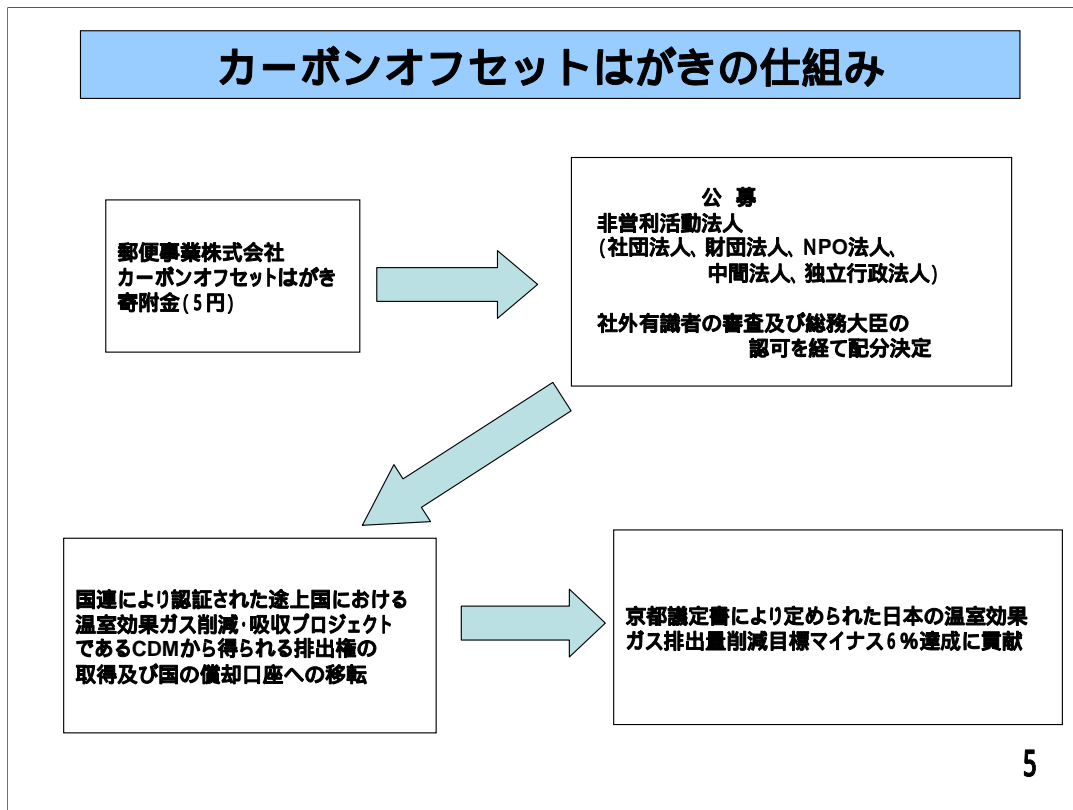 カーボンオフセットはがきの仕組み
郵便事業株式会社
カーボンオフセットはがき
寄附金(5円)
公 募
非営利活動法人
(社団法人、財団法人、NPO法人、
中間法人、独立行政法人)
社外有識者の審査及び総務大臣の
認可を経て配分決定
国連により認証された途上国における
温室効果ガス削減・吸収プロジェクト
であるCDMから得られる排出権の
取得及び国の償却口座への移転
京都議定書により定められた日本の温室効果
ガス排出量削減目標マイナス6%達成に貢献
5